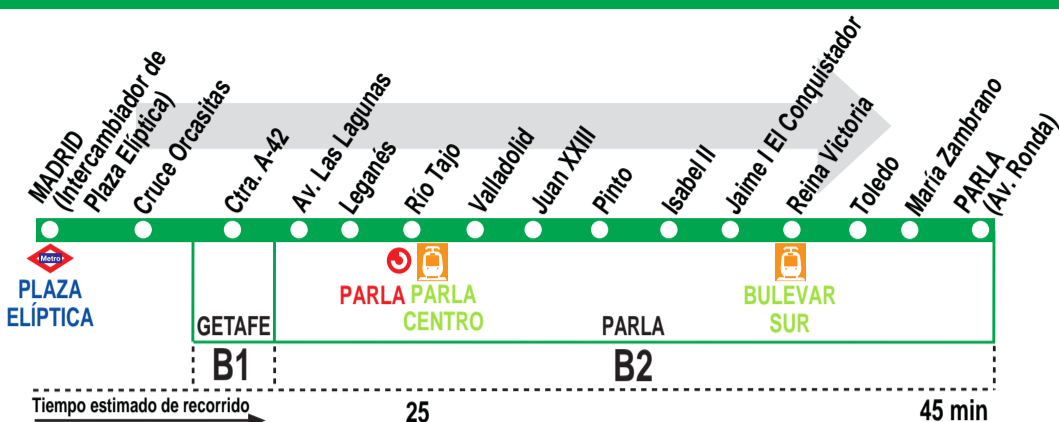 MADRID
(Intercambiador de
Plaza Elíptica)
Cruce Orcasitas
Ctra. A-42
Av. Las Lagunas
Leganés
Río Tajo
Valladolid
Juan XXIII
Pinto
Isabel II
Jaime I El Conquistador
Reina Victoria
Toledo
María Zambrano
PARLA
(Av. Ronda)
Metro
PLAZA
ELÍPTICA
PARLA
PARLA
CENTRO
BULEVAR
SUR
GETAFE
PARLA
B1
B2
Tiempo estimado de recorrido
25
45 min